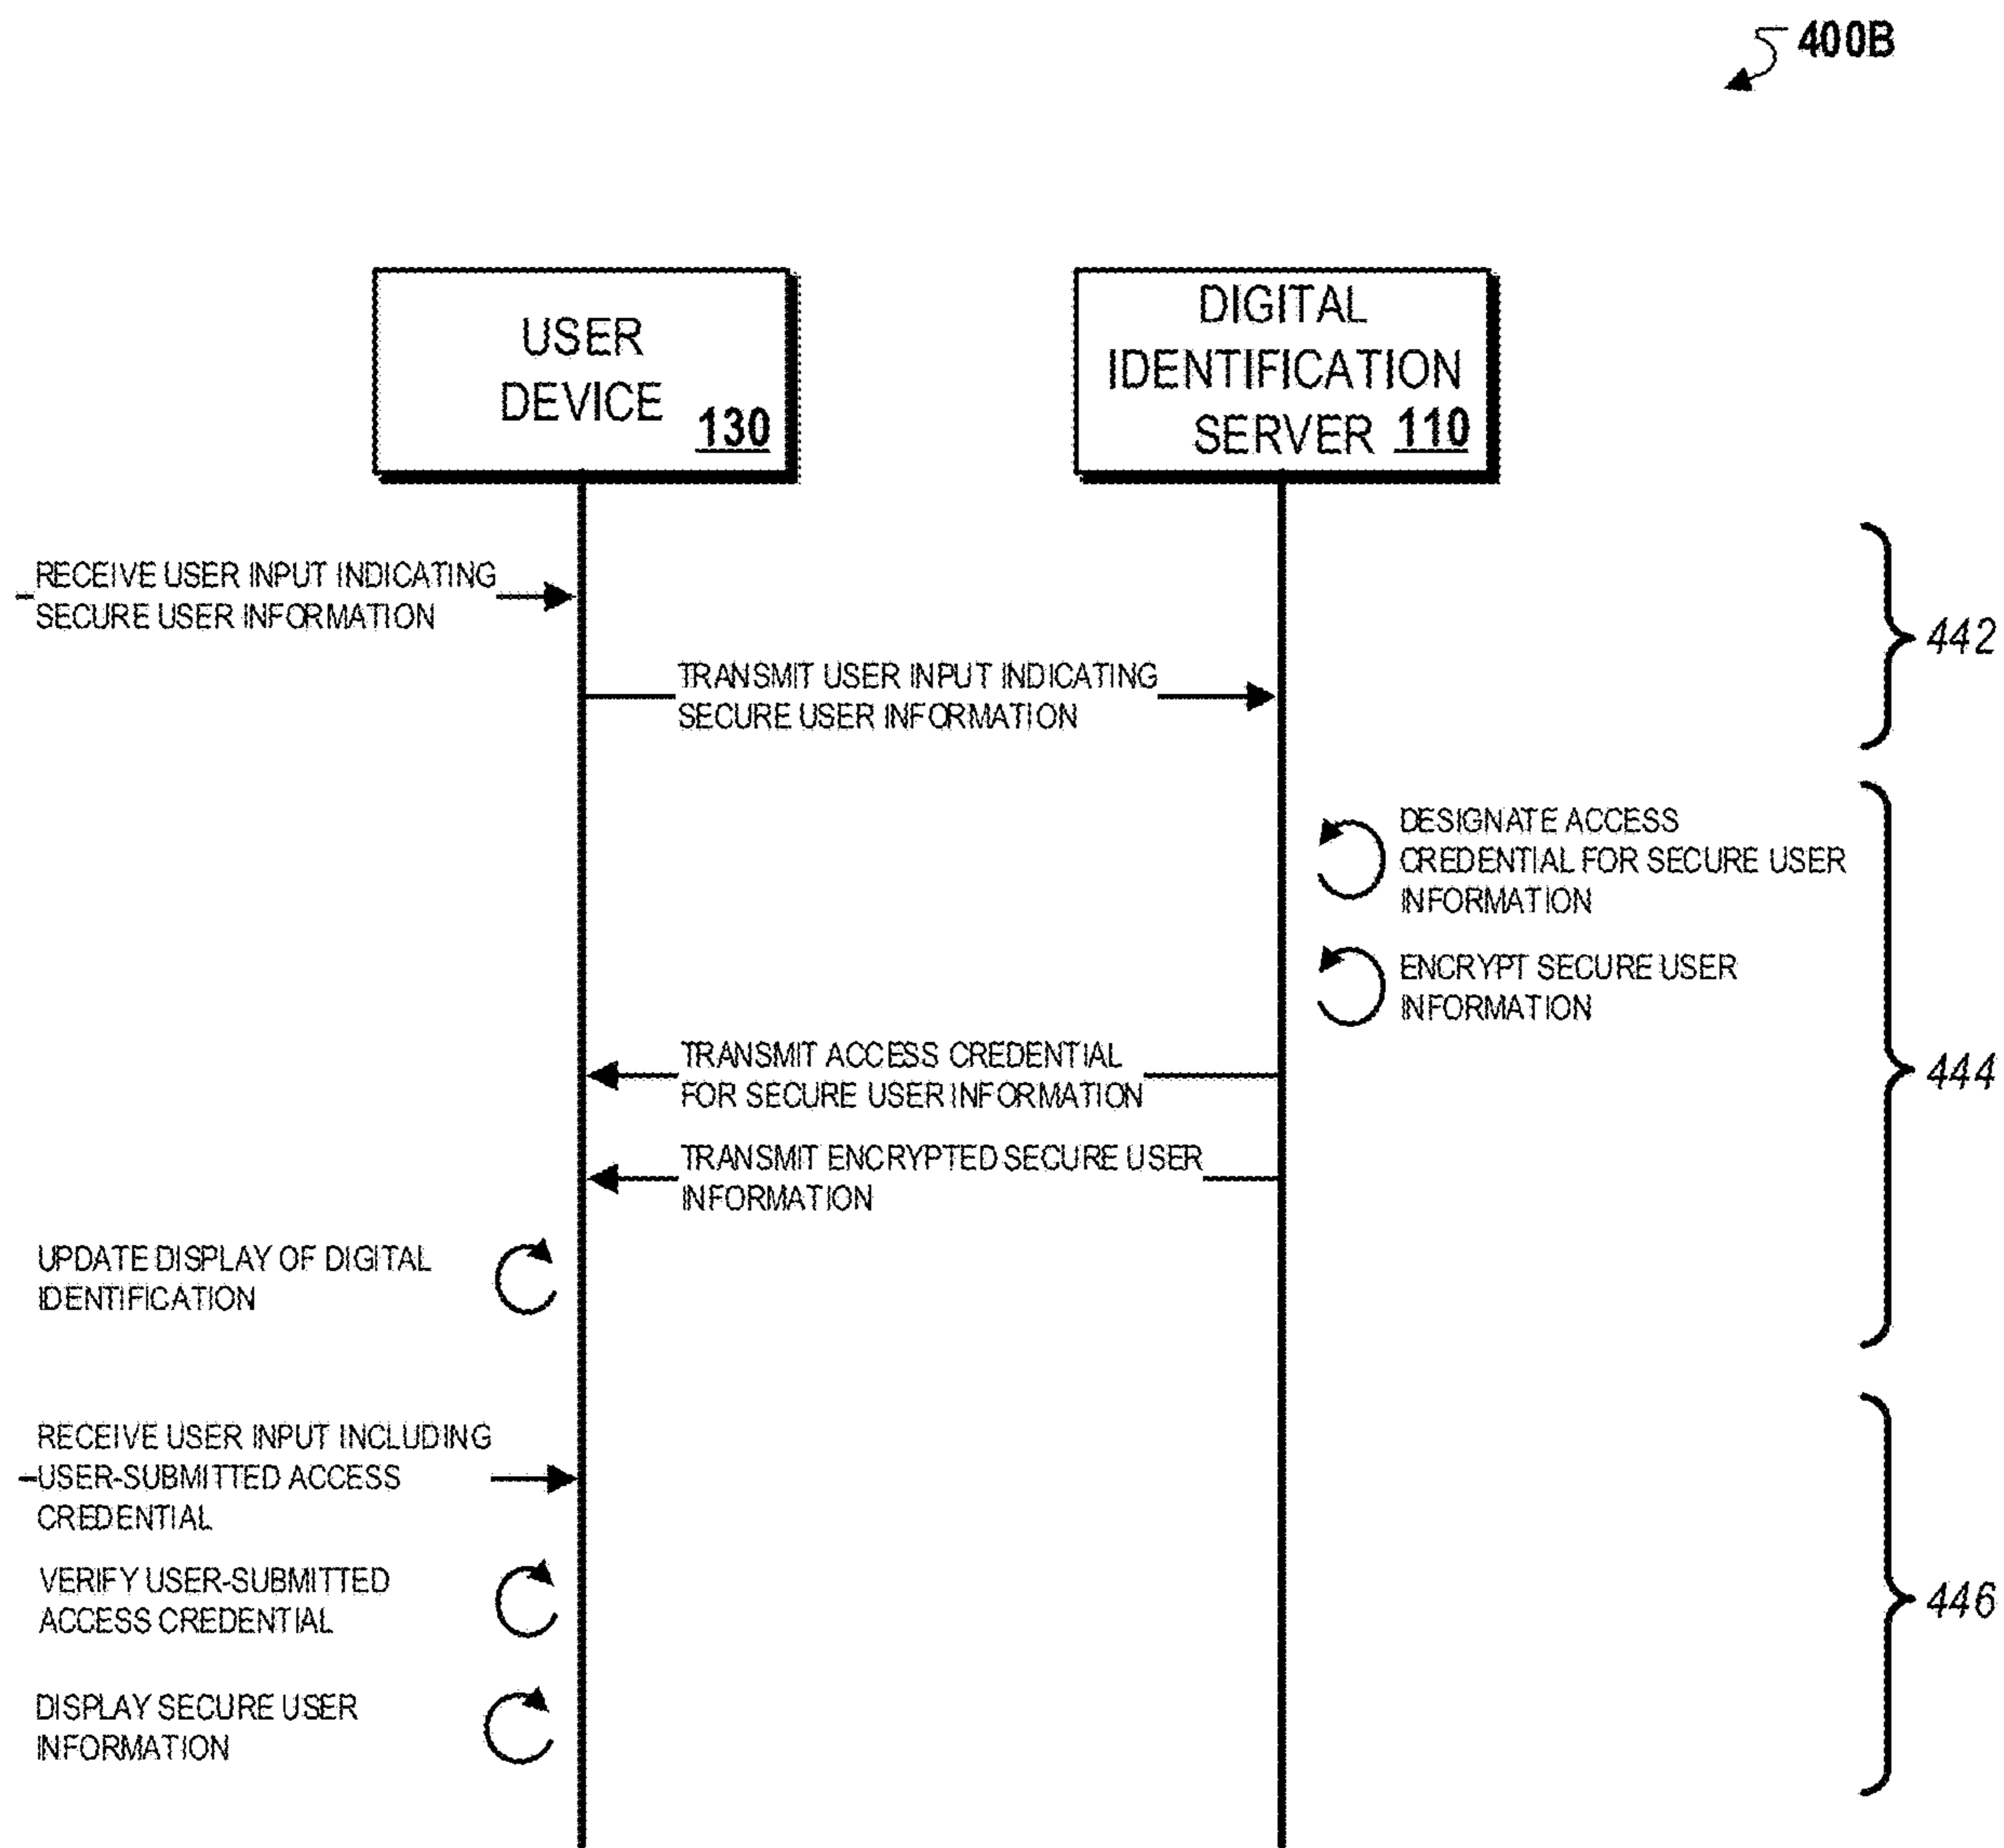 400B
USER
DEVICE 130
DIGITAL
IDENTIFICATION
SERVER 110
RECEIVE USER INPUT INDICATING
SECURE USER INFORMATION
442
TRANSMIT USER INPUT INDICATING
SECURE USER INFORMATION
DESIGNATE ACCESS
CREDENTIAL FOR SECURE USER
INFORMATION
ENCRYPT SECURE USER
INFORMATION
TRANSMIT ACCESS CREDENTIAL
FOR SECURE USER INFORMATION
444
TRANSMIT ENCRYPTED SECURE USER
INFORMATION
UPDATE DISPLAY OF DIGITAL
IDENTIFICATION
RECEIVE USER INPUT INCLUDING
USER-SUBMITTED ACCESS
CREDENTIAL
VERIFY USER-SUBMITTED
ACCESS CREDENTIAL
446
DISPLAY SECURE USER
INFORMATION